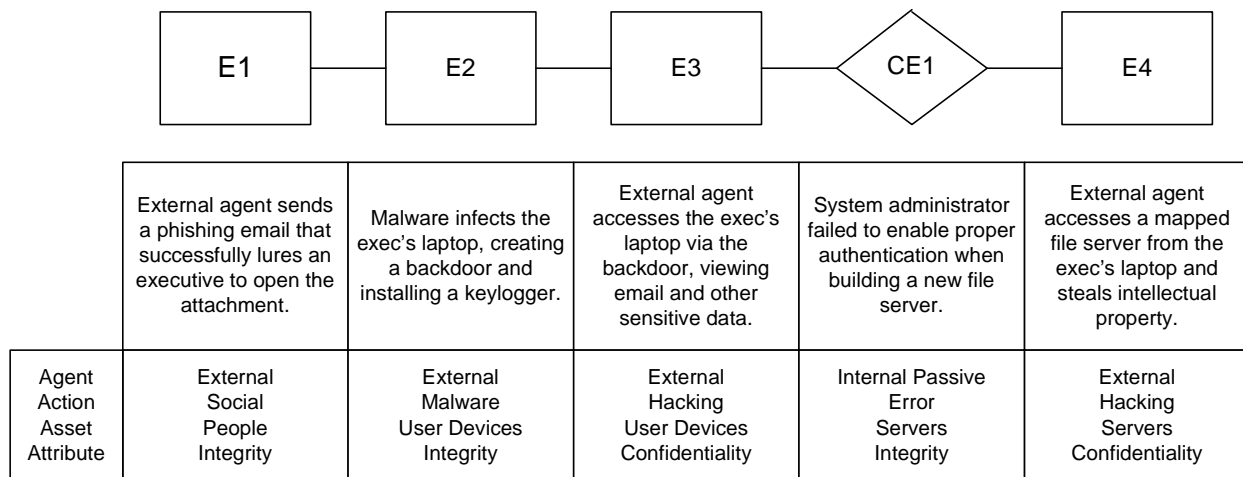 E1
E2
E3
CE1
E4
External agent sends
a phishing email that
successfully lures an
executive to open the
attachment.
Malware infects the
exec's laptop, creating
a backdoor and
installing a keylogger.
External agent
accesses the exec's
laptop via the
backdoor, viewing
email and other
sensitive data.
System administrator
failed to enable proper
authentication when
building a new file
server.
External agent
accesses a mapped
file server from the
exec's laptop and
steals intellectual
property.
Agent
Action
Asset
Attribute
External
Social
People
Integrity
External
Malware
User Devices
Integrity
External
Hacking
User Devices
Confidentiality
Internal Passive
Error
Servers
Integrity
External
Hacking
Servers
Confidentiality